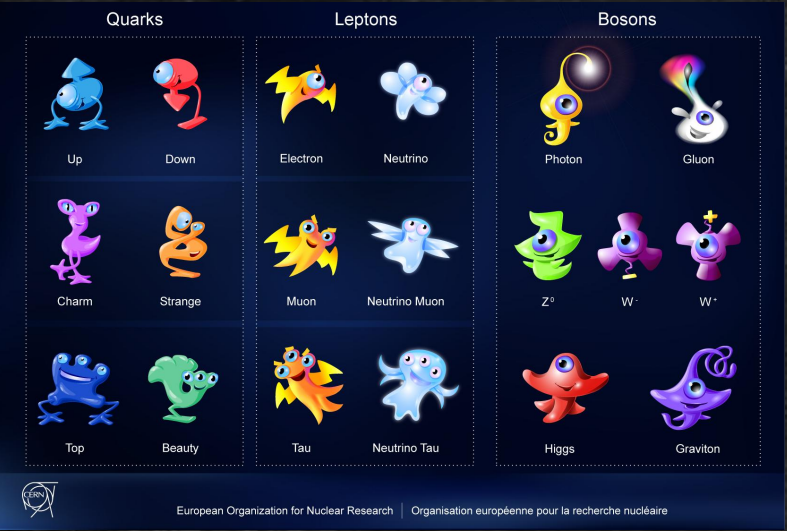 Quarks
Leptons
Bosons
Up
Down
Electron
Neutrino
Photon
Gluon
Charm
Strange
Muon
Neutrino Muon
Z⁰
W⁻
W⁺
Top
Beauty
Tau
Neutrino Tau
Higgs
Graviton
CERN
European Organization for Nuclear Research | Organisation européenne pour la recherche nucléaire